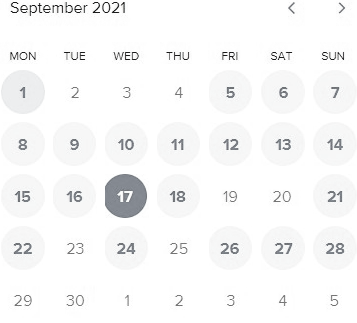 September 2021
MON TUE WED THU FRI SAT SUN
1 2 3 4 5 6 7
8 9 10 11 12 13 14
15 16 17 18 19 20 21
22 23 24 25 26 27 28
29 30 1 2 3 4 5